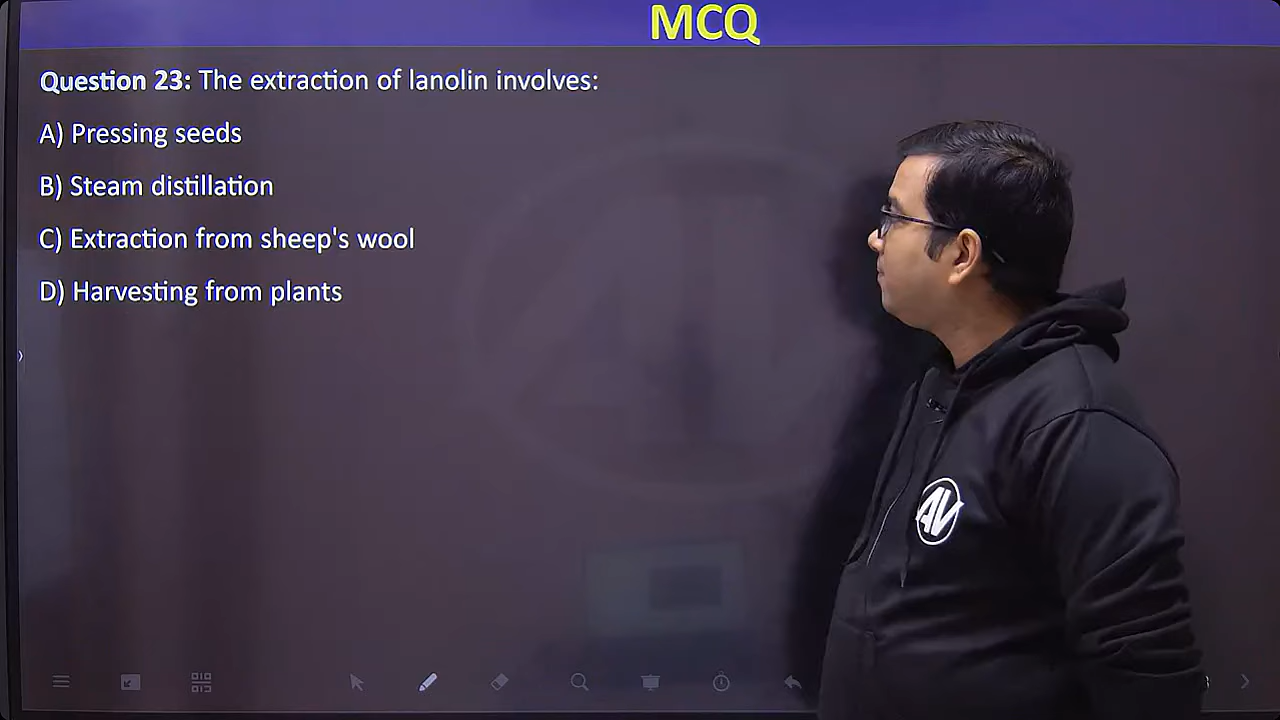 MCQ
Question 23: The extraction of lanolin involves:
A) Pressing seeds
B) Steam distillation
C) Extraction from sheep's wool
D) Harvesting from plants
AV